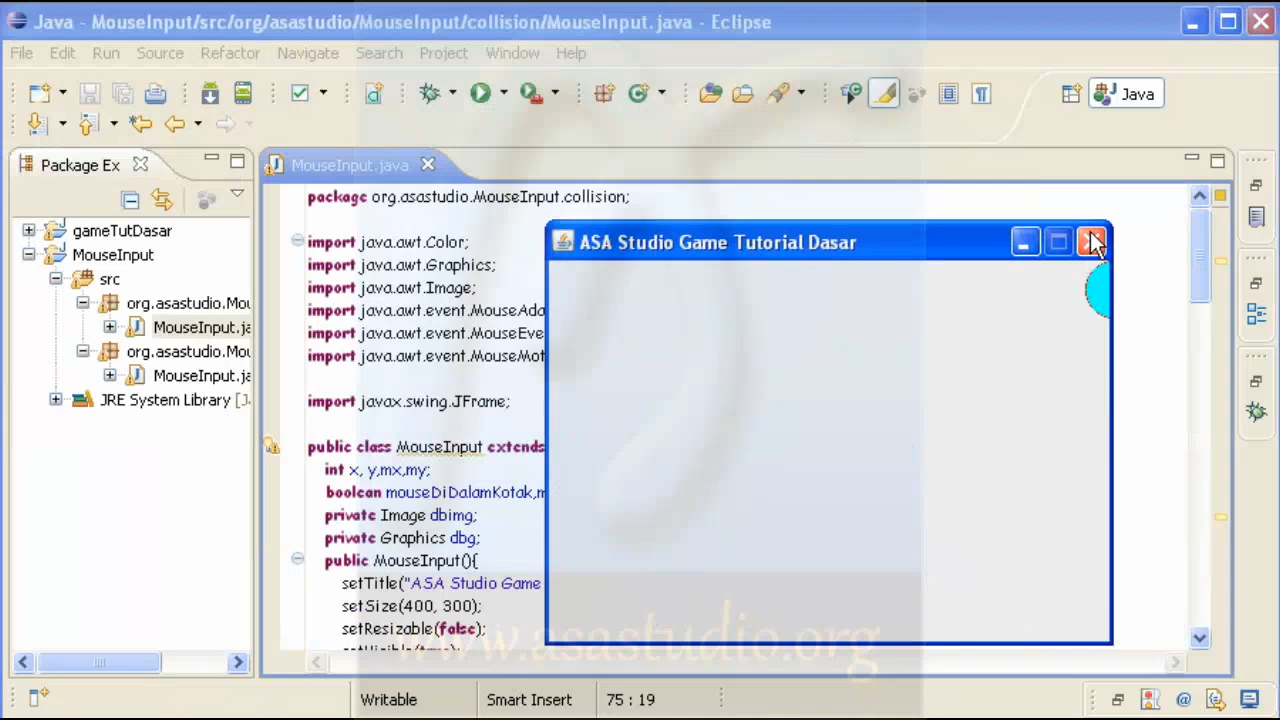 Java - MouseInput/src/org/asastudio/MouseInput/collision/MouseInput.java - Eclipse
File Edit Run Source Refactor Navigate Search Project Window Help
Java
Package Ex
MouseInput.java
gameTutDasar
MouseInput
src
org.asastudio.Mou
MouseInput.ja
org.asastudio.Mou
MouseInput.ja
JRE System Library [J
package org.asastudio.MouseInput.collision;
import java.awt.Color;
import java.awt.Graphics;
import java.awt.Image;
import java.awt.event.MouseAda
import java.awt.event.MouseEve
import java.awt.event.MouseMot
import javax.swing.JFrame;
public class MouseInput extends
int x, y,mx,my;
boolean mouseDiDalamKotak,m
private Image dbimg;
private Graphics dbg;
public MouseInput(){
setTitle("ASA Studio Game
setSize(400, 300);
setResizable(false);
ASA Studio Game Tutorial Dasar
www.asastudio.org
Writable
Smart Insert
75 : 19